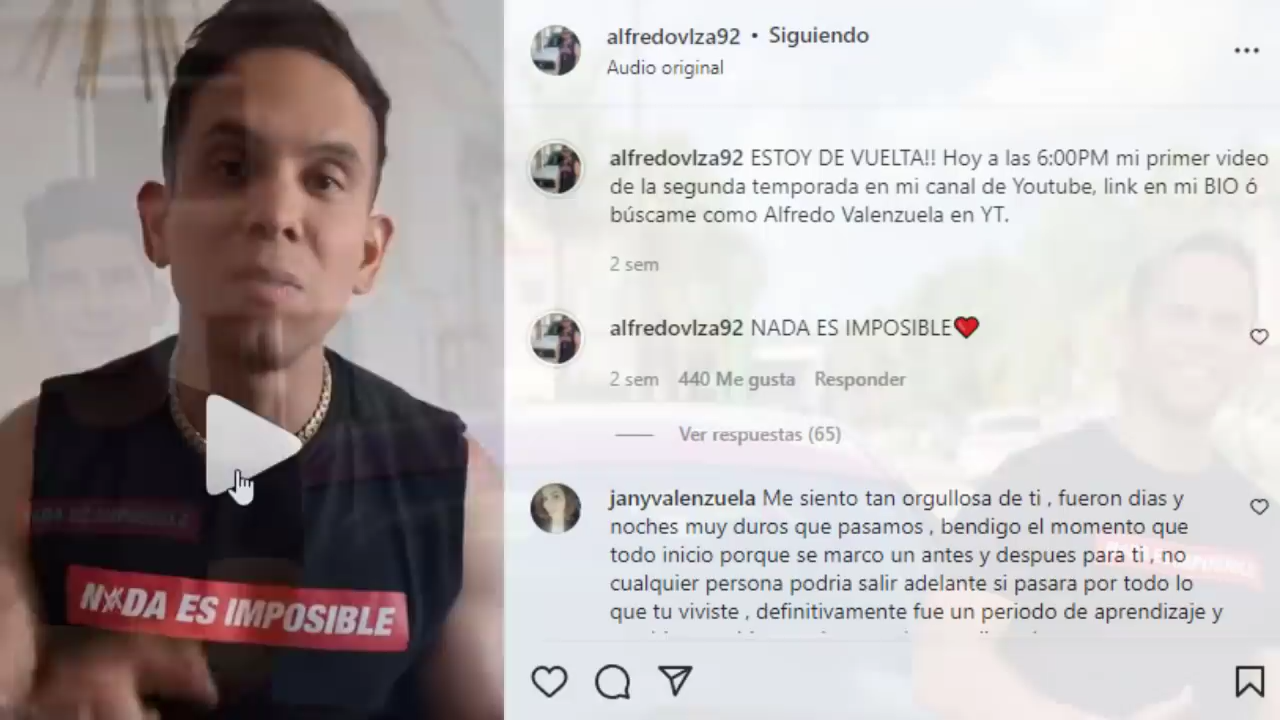 alfredovlza92 • Siguiendo
Audio original
alfredovlza92 ESTOY DE VUELTA!! Hoy a las 6:00PM mi primer video
de la segunda temporada en mi canal de Youtube, link en mi BIO ó
búscame como Alfredo Valenzuela en YT.
2 sem
alfredovlza92 NADA ES IMPOSIBLE❤️
2 sem 440 Me gusta Responder
Ver respuestas (65)
janyvalenzuela Me siento tan orgullosa de ti , fueron dias y
noches muy duros que pasamos , bendigo el momento que
todo inicio porque se marco un antes y despues para ti , no
cualquier persona podria salir adelante si pasara por todo lo
que tu viviste , definitivamente fue un periodo de aprendizaje y
NADA ES IMPOSIBLE
NADA ES IMPOSIBLE